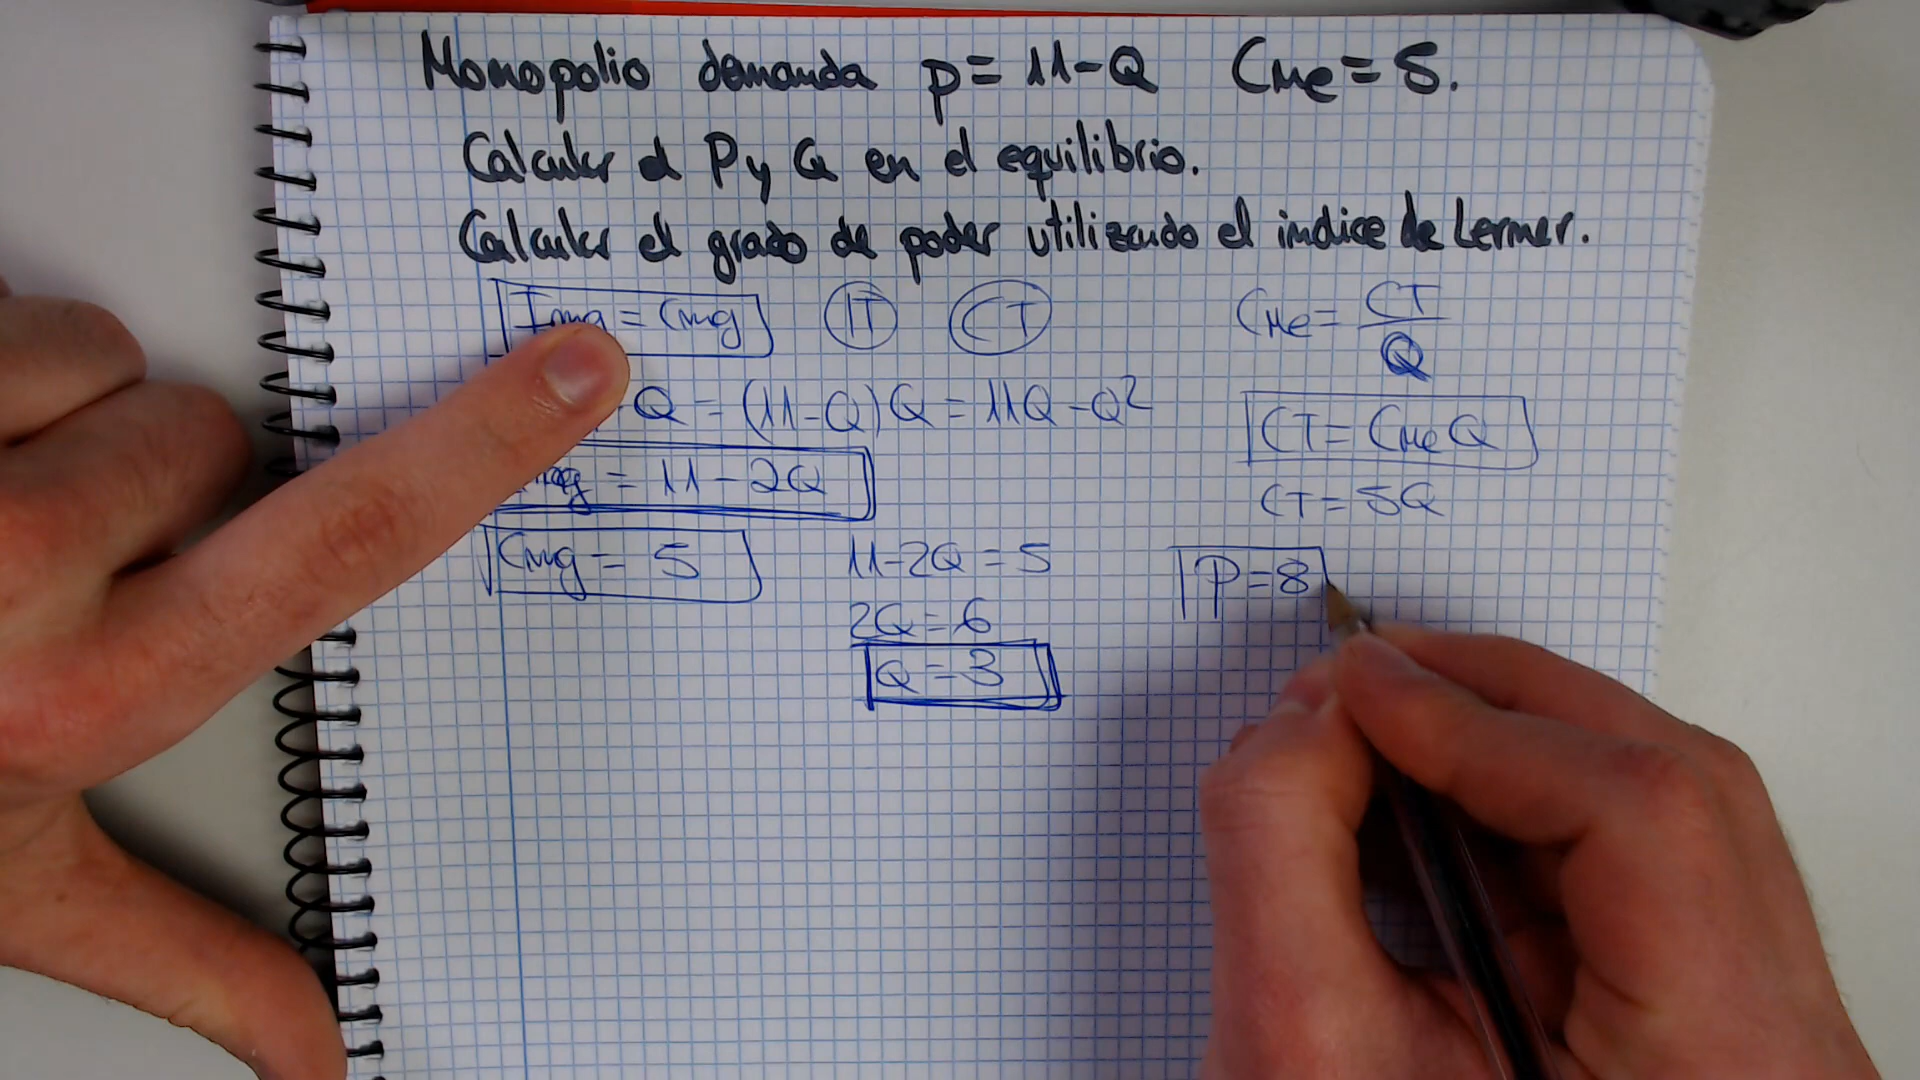 Monopolio demanda p = 11-Q CMe = 5.
Calcular el P y Q en el equilibrio.
Calcular el grado de poder utilizando el indice de Lerner.
Img = Cmg IT CT CMe = CT/Q
Q = (11-Q)Q = 11Q - Q² CT = CMe Q
= 11 - 2Q CT = 5Q
Cmg = 5 11-2Q = 5 P = 8
2Q = 6
Q = 3